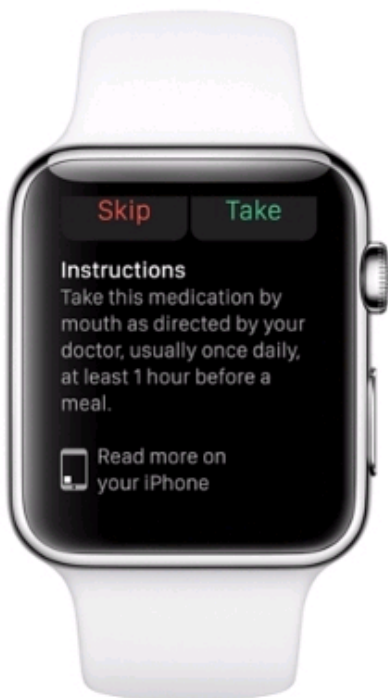 Skip Take
Instructions
Take this medication by
mouth as directed by your
doctor, usually once daily,
at least 1 hour before a
meal.
Read more on
your iPhone